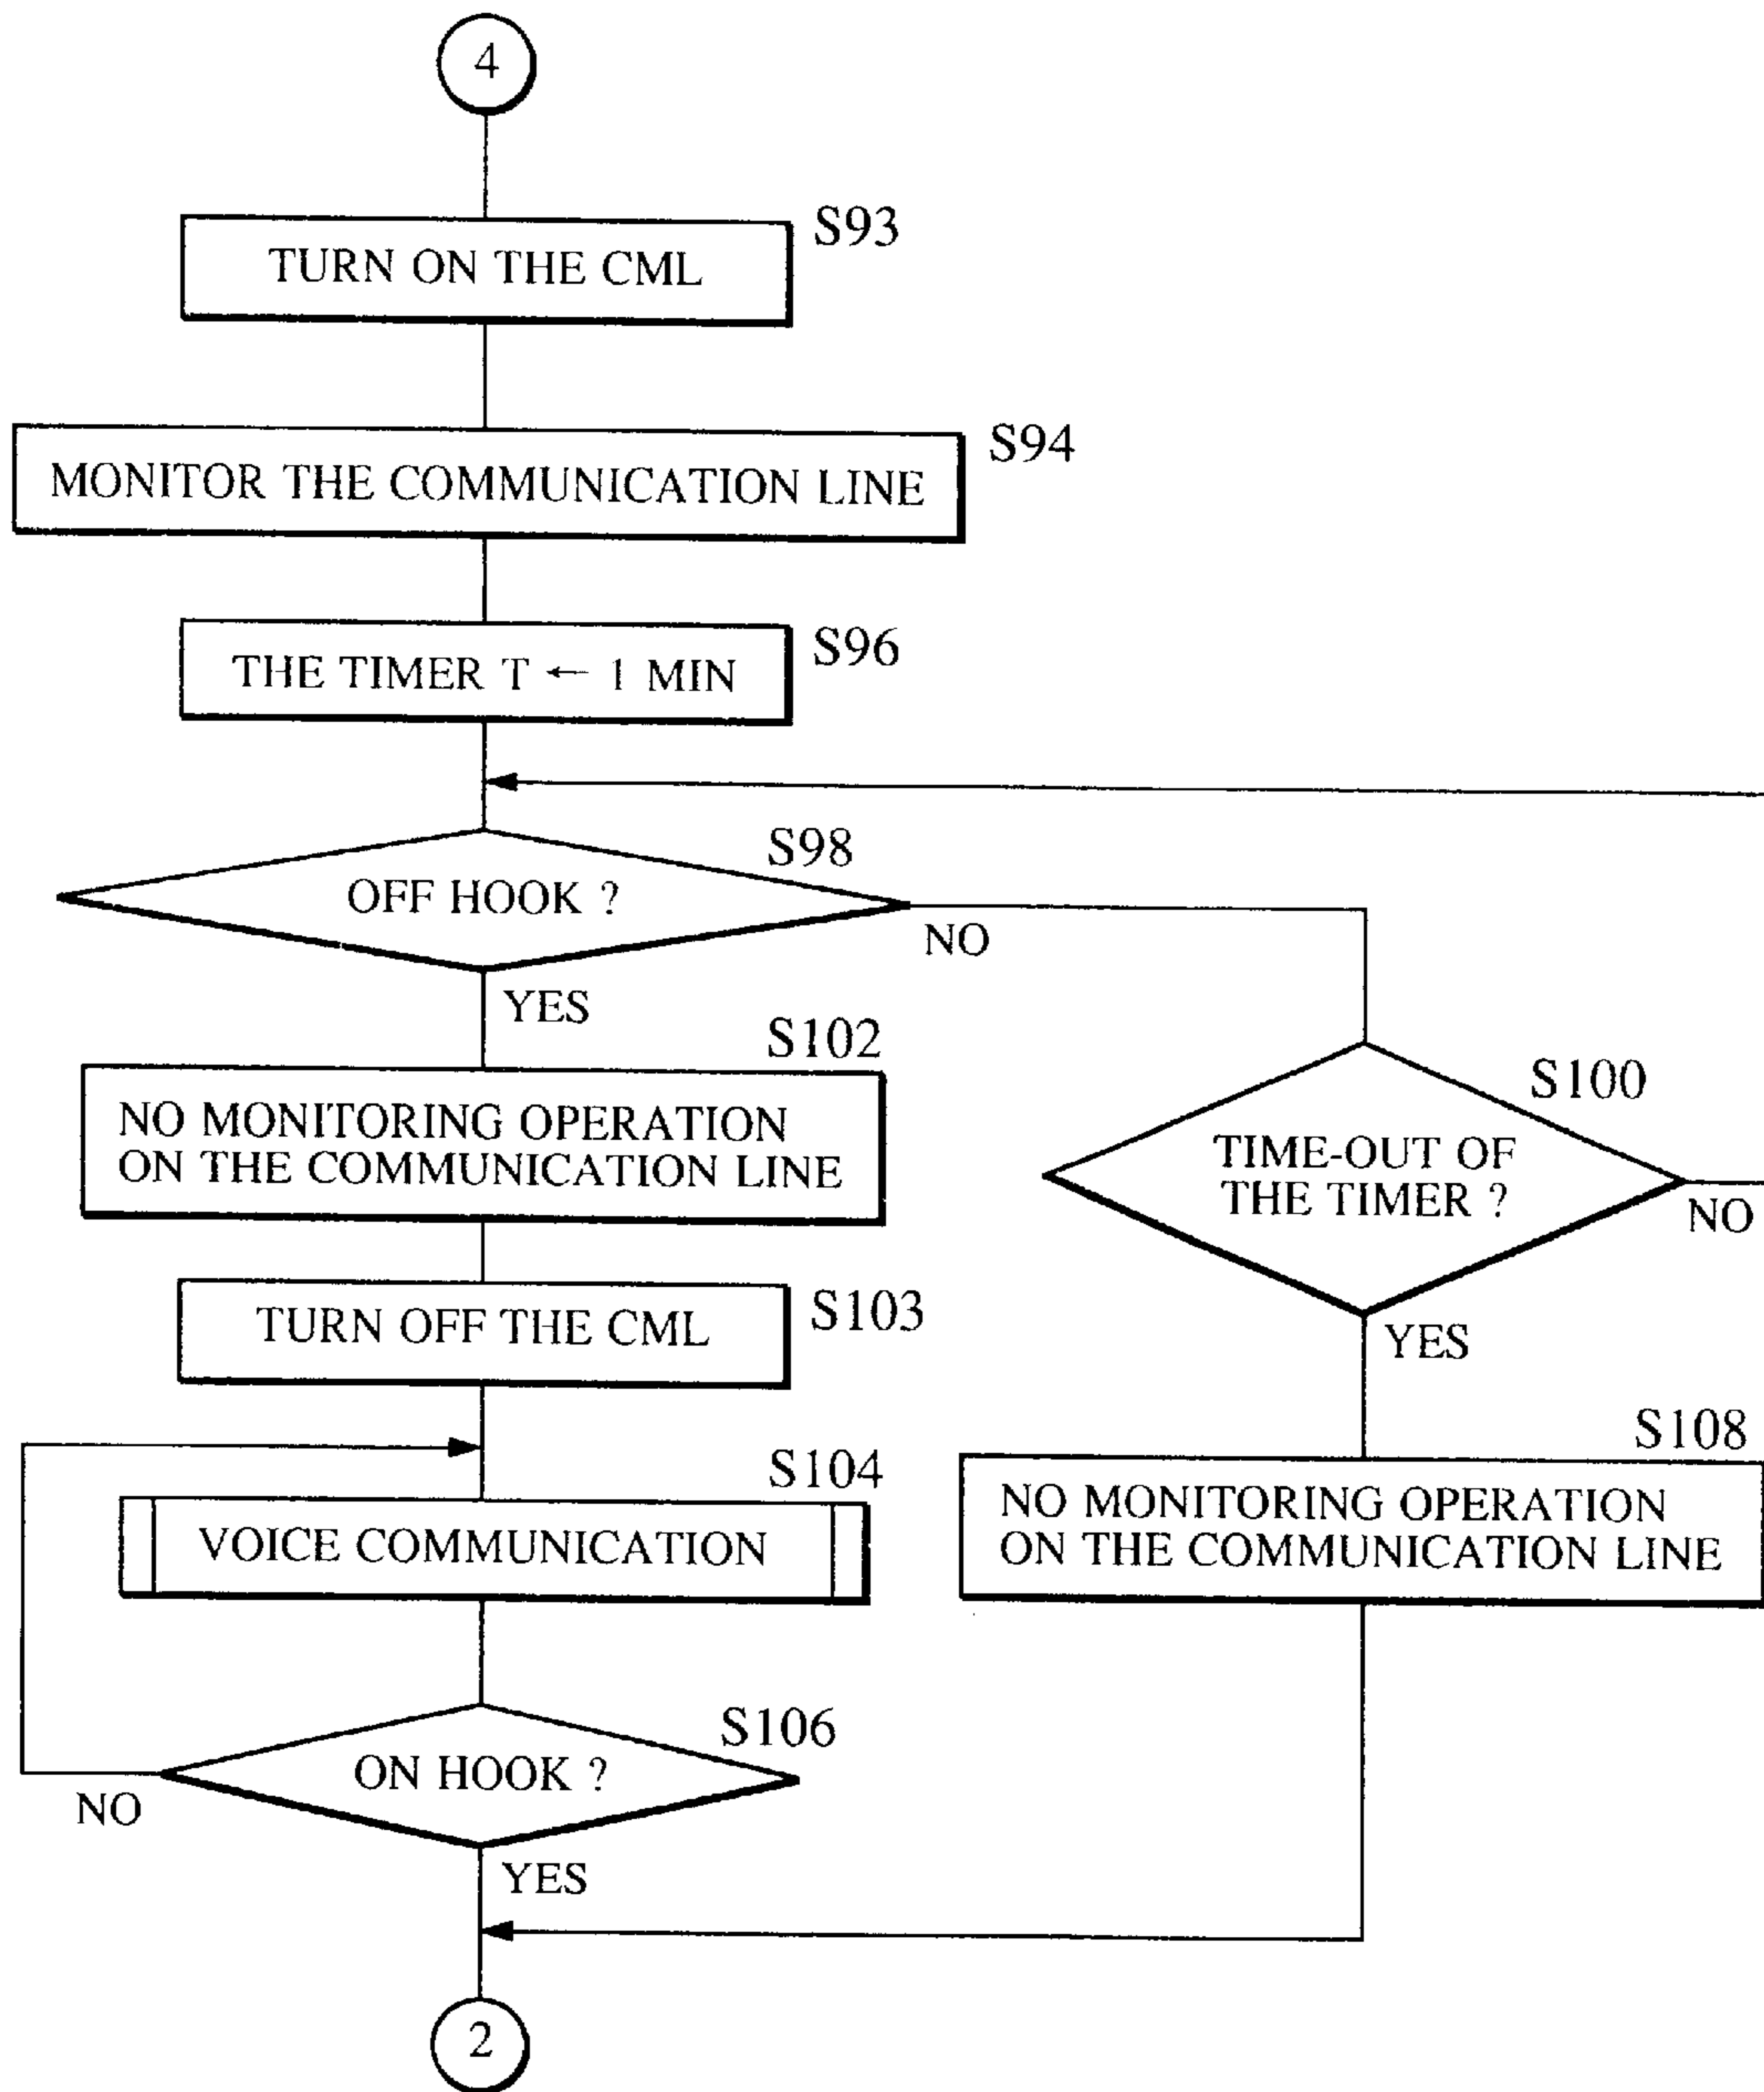 4
S93
TURN ON THE CML
S94
MONITOR THE COMMUNICATION LINE
S96
THE TIMER T ← 1 MIN
S98
OFF HOOK ?
NO
YES
S102
NO MONITORING OPERATION
ON THE COMMUNICATION LINE
S100
TIME-OUT OF
THE TIMER ?
NO
YES
S103
TURN OFF THE CML
S104
VOICE COMMUNICATION
S108
NO MONITORING OPERATION
ON THE COMMUNICATION LINE
S106
ON HOOK ?
NO
YES
2